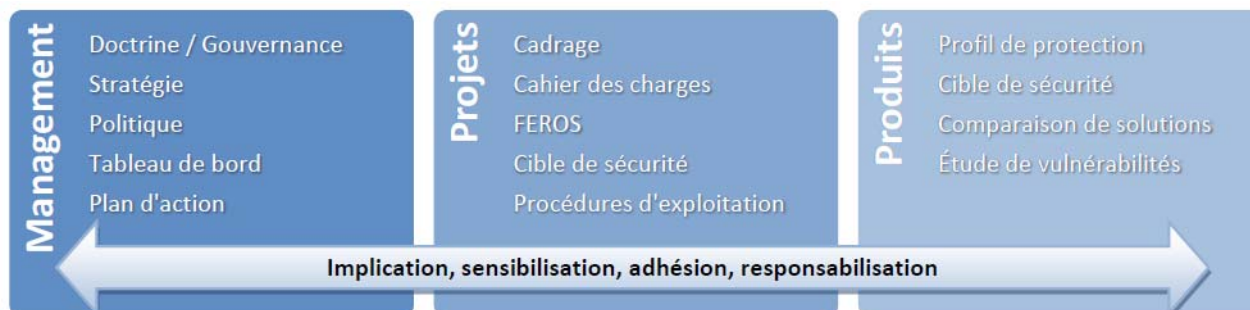 Management
Doctrine / Gouvernance
Stratégie
Politique
Tableau de bord
Plan d'action
Projets
Cadrage
Cahier des charges
FEROS
Cible de sécurité
Procédures d'exploitation
Produits
Profil de protection
Cible de sécurité
Comparaison de solutions
Étude de vulnérabilités
Implication, sensibilisation, adhésion, responsabilisation